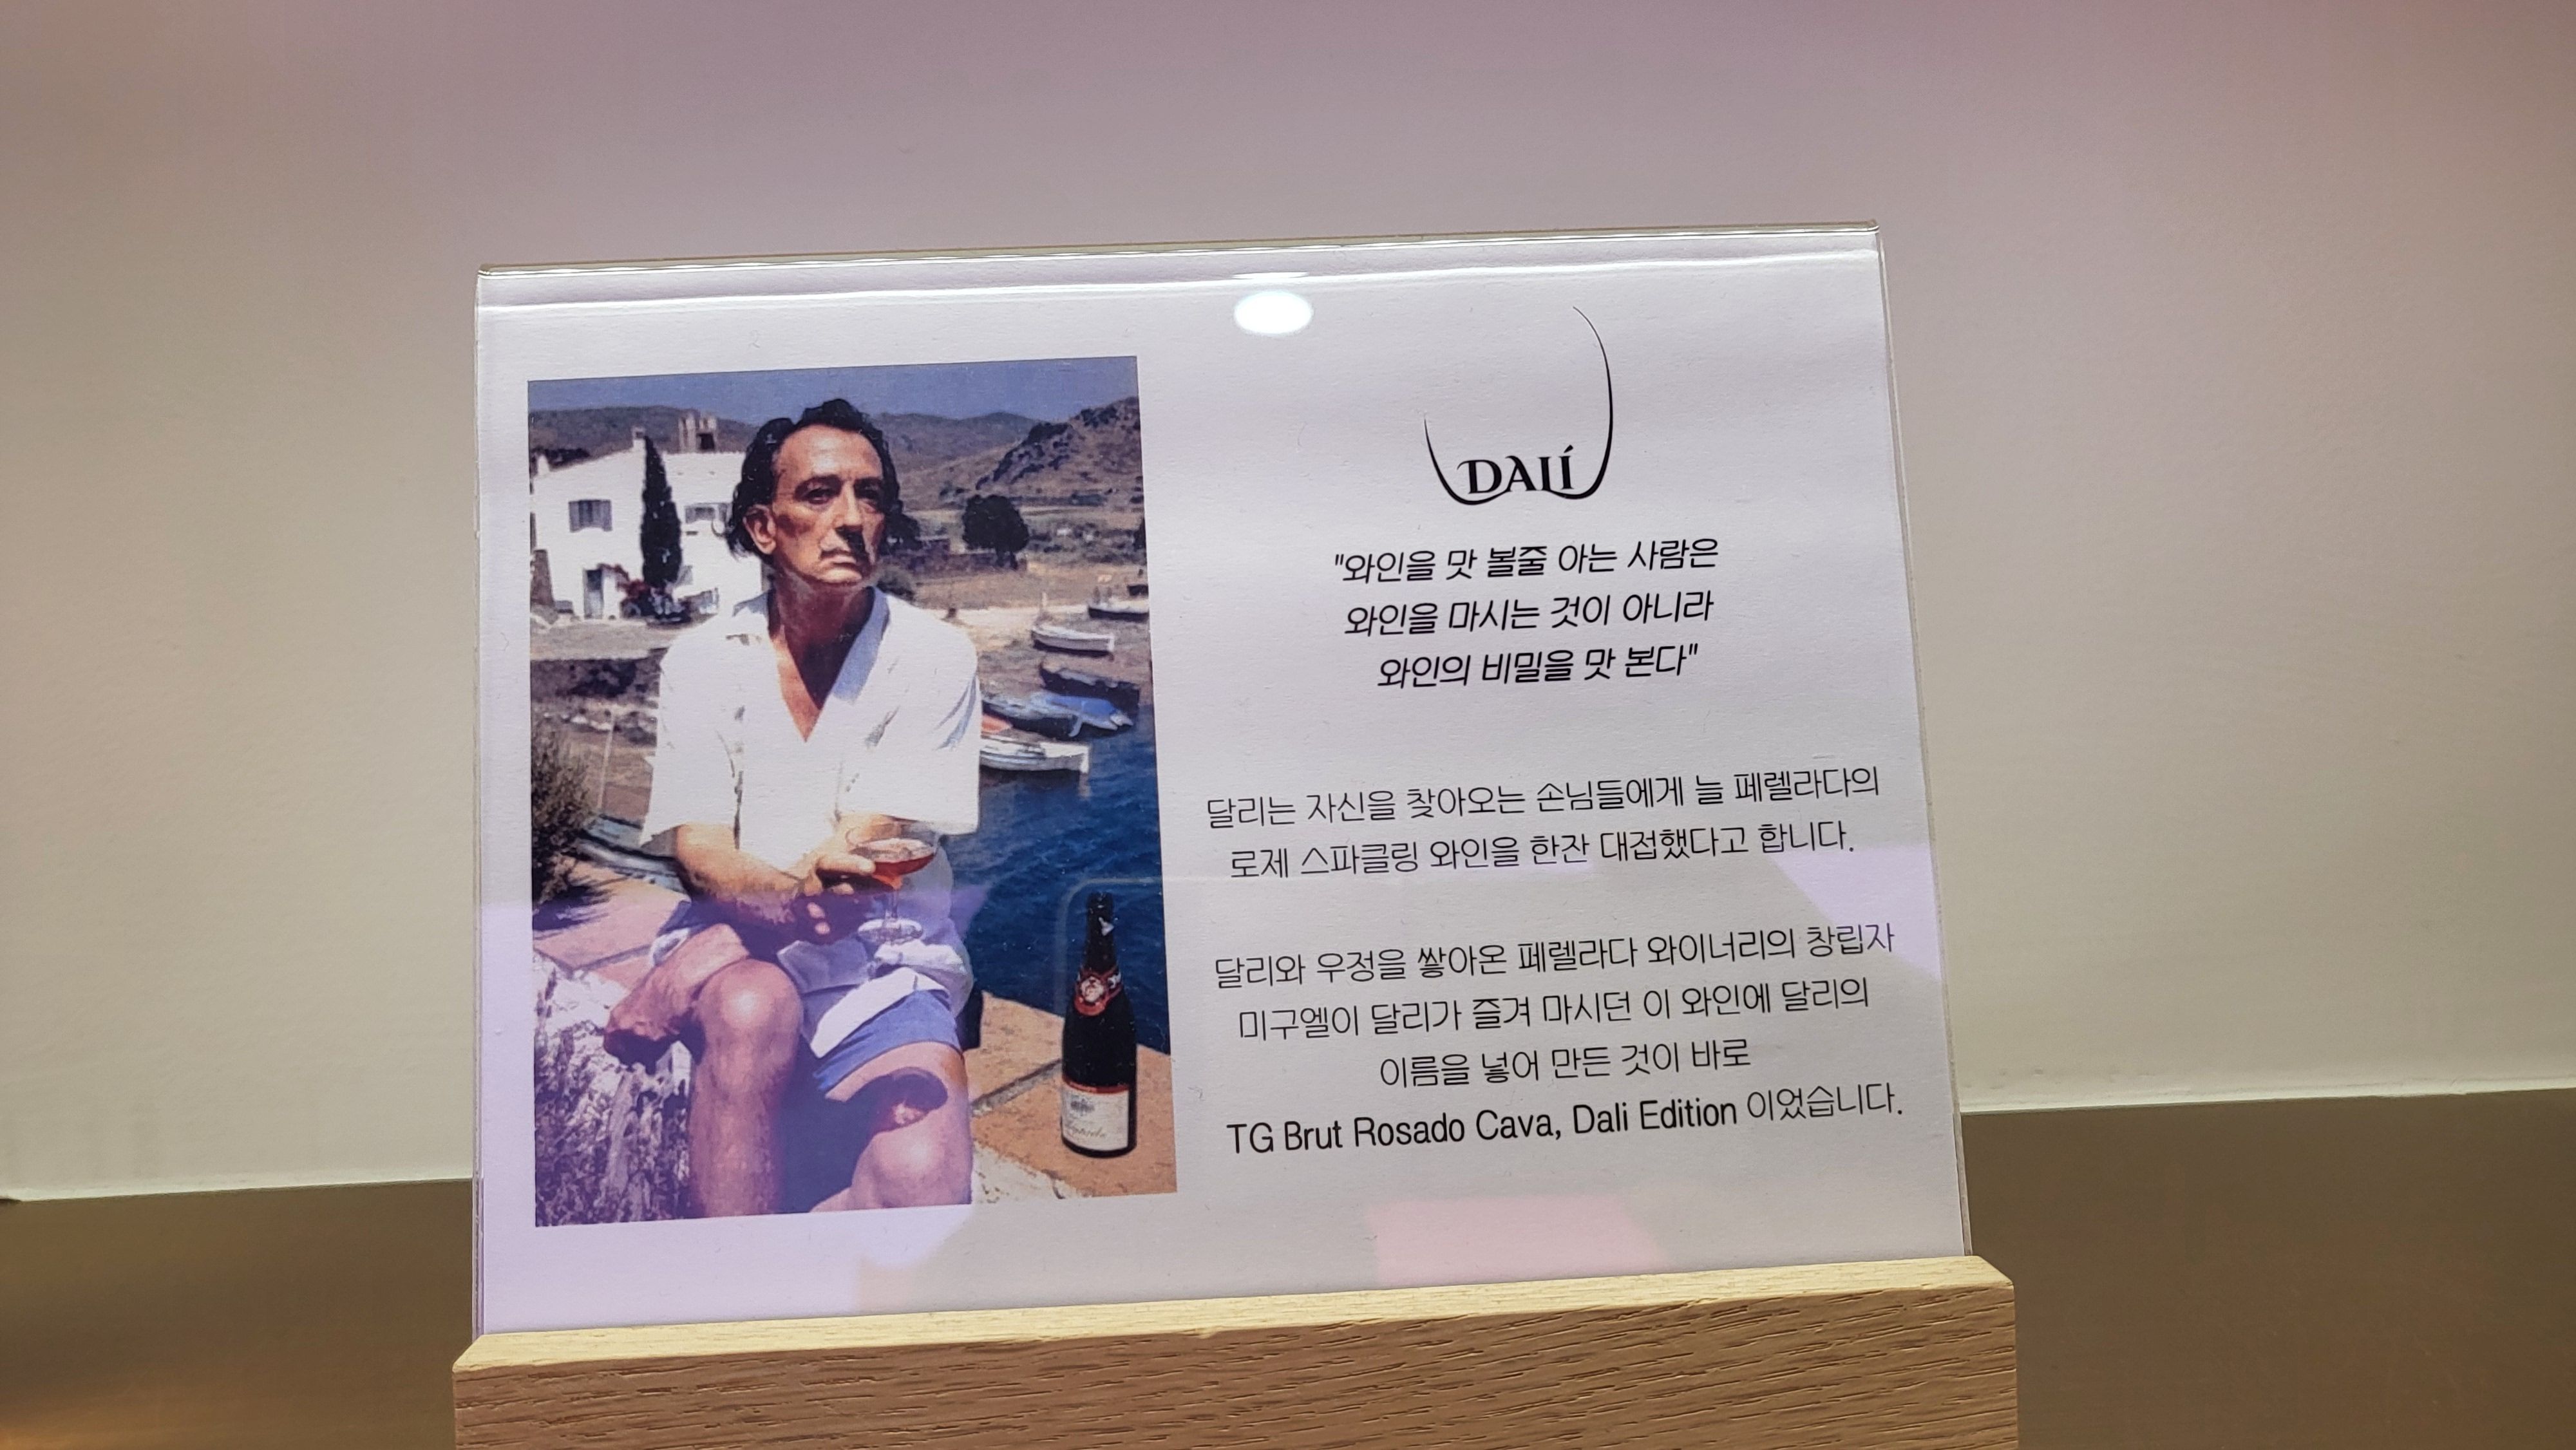 DALÍ
"와인을 맛 볼줄 아는 사람은
와인을 마시는 것이 아니라
와인의 비밀을 맛 본다"
달리는 자신을 찾아오는 손님들에게 늘 페렐라다의
로제 스파클링 와인을 한잔 대접했다고 합니다.
달리와 우정을 쌓아온 페렐라다 와이너리의 창립자
미구엘이 달리가 즐겨 마시던 이 와인에 달리의
이름을 넣어 만든 것이 바로
TG Brut Rosado Cava, Dali Edition 이었습니다.